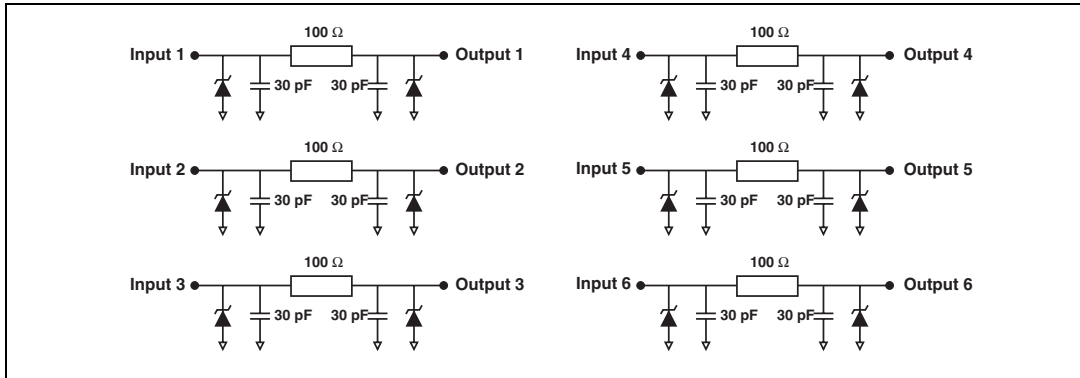 100 Ω
Input 1 Output 1
30 pF 30 pF
100 Ω
Input 4 Output 4
30 pF 30 pF
100 Ω
Input 2 Output 2
30 pF 30 pF
100 Ω
Input 5 Output 5
30 pF 30 pF
100 Ω
Input 3 Output 3
30 pF 30 pF
100 Ω
Input 6 Output 6
30 pF 30 pF